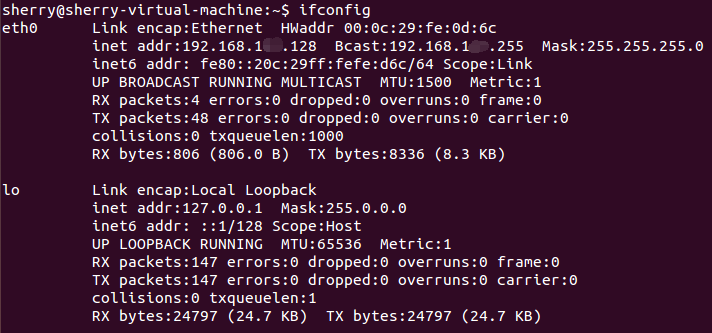 sherry@sherry-virtual-machine:~$ ifconfig
eth0 Link encap:Ethernet HWaddr 00:0c:29:fe:0d:6c
inet addr:192.168.1 .128 Bcast:192.168.1 .255 Mask:255.255.255.0
inet6 addr: fe80::20c:29ff:fefe:d6c/64 Scope:Link
UP BROADCAST RUNNING MULTICAST MTU:1500 Metric:1
RX packets:4 errors:0 dropped:0 overruns:0 frame:0
TX packets:48 errors:0 dropped:0 overruns:0 carrier:0
collisions:0 txqueuelen:1000
RX bytes:806 (806.0 B) TX bytes:8336 (8.3 KB)
lo Link encap:Local Loopback
inet addr:127.0.0.1 Mask:255.0.0.0
inet6 addr: ::1/128 Scope:Host
UP LOOPBACK RUNNING MTU:65536 Metric:1
RX packets:147 errors:0 dropped:0 overruns:0 frame:0
TX packets:147 errors:0 dropped:0 overruns:0 carrier:0
collisions:0 txqueuelen:1
RX bytes:24797 (24.7 KB) TX bytes:24797 (24.7 KB)